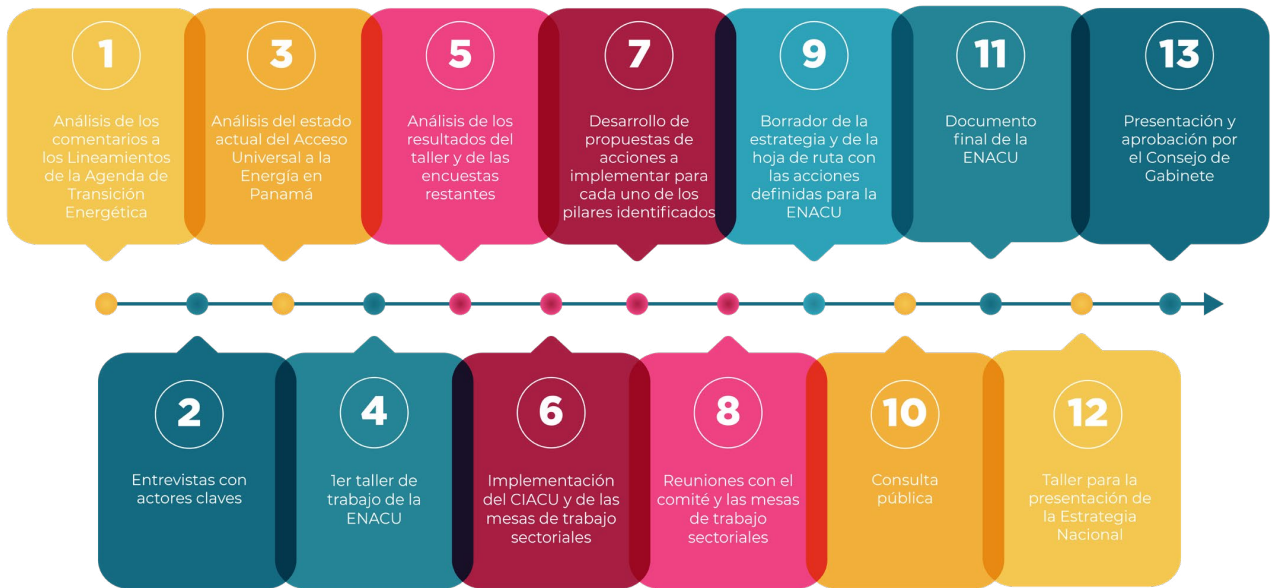 1
Análisis de los
comentarios a
los Lineamientos
de la Agenda de
Transición
Energética
3
Análisis del estado
actual del Acceso
Universal a la
Energía en
Panamá
5
Análisis de los
resultados del
taller y de las
encuestas
restantes
7
Desarrollo de
propuestas de
acciones a
implementar para
cada uno de los
pilares identificados
9
Borrador de la
estrategia y de la
hoja de ruta con
las acciones
definidas para la
ENACU
11
Documento
final de la
ENACU
13
Presentación y
aprobación por
el Consejo de
Gabinete
2
Entrevistas con
actores claves
4
1er taller de
trabajo de la
ENACU
6
Implementación
del CIACU y de las
mesas de trabajo
sectoriales
8
Reuniones con el
comité y las mesas
de trabajo
sectoriales
10
Consulta
pública
12
Taller para la
presentación de
la Estrategia
Nacional